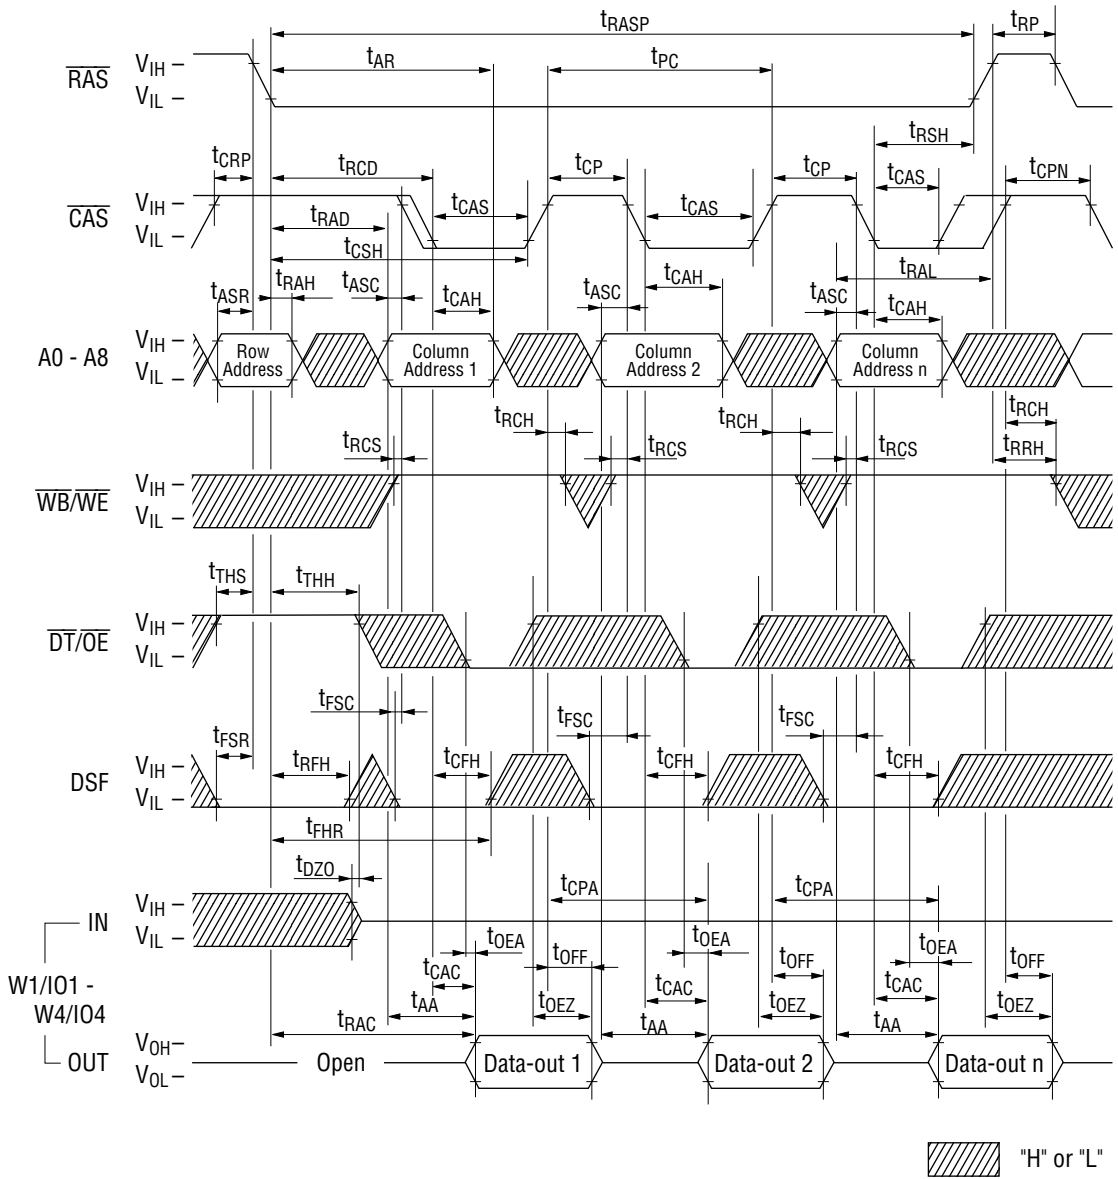 tRASP tRP
tAR tPC
RAS VIH
VIL
tRSH
tCRP tRCD tCP tCP tCAS tCPN
CAS VIH
VIL
tRAD tCAS tCAS
tCSH tRAL
tASR tRAH tASC tCAH tASC tCAH tASC tCAH
A0 - A8 VIH
VIL
Row Address
Column Address 1
Column Address 2
Column Address n
tRCS tRCH tRCS tRCH tRCS tRCH
tRRH
WB/WE VIH
VIL
tTHS tTHH
DT/OE VIH
VIL
tFSC tFSC tFSC
tFSR tRFH tCFH tCFH tCFH
DSF VIH
VIL
tFHR
tDZO
tCPA tCPA
IN VIH
VIL
W1/IO1 -
W4/IO4
tOEA tOEA tOEA
tCAC tOFF tCAC tOFF tCAC tOFF
tAA tOEZ tAA tOEZ tAA tOEZ
tRAC
OUT VOH
VOL
Open Data-out 1 Data-out 2 Data-out n
"H" or "L"